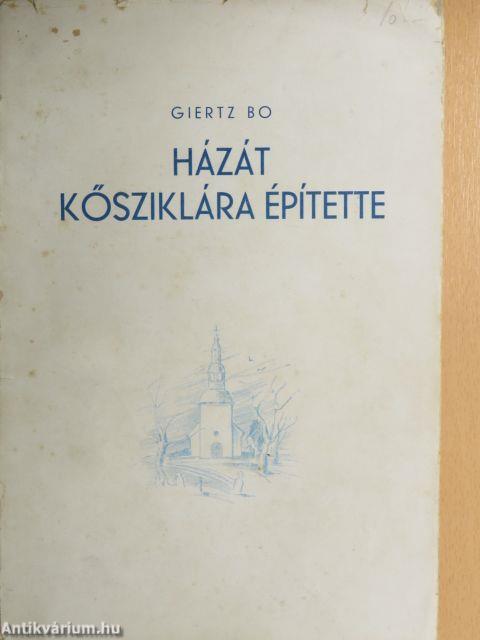 GIERTZ BO
HÁZÁT
KŐSZIKLÁRA ÉPÍTETTE
Antikvárium.hu